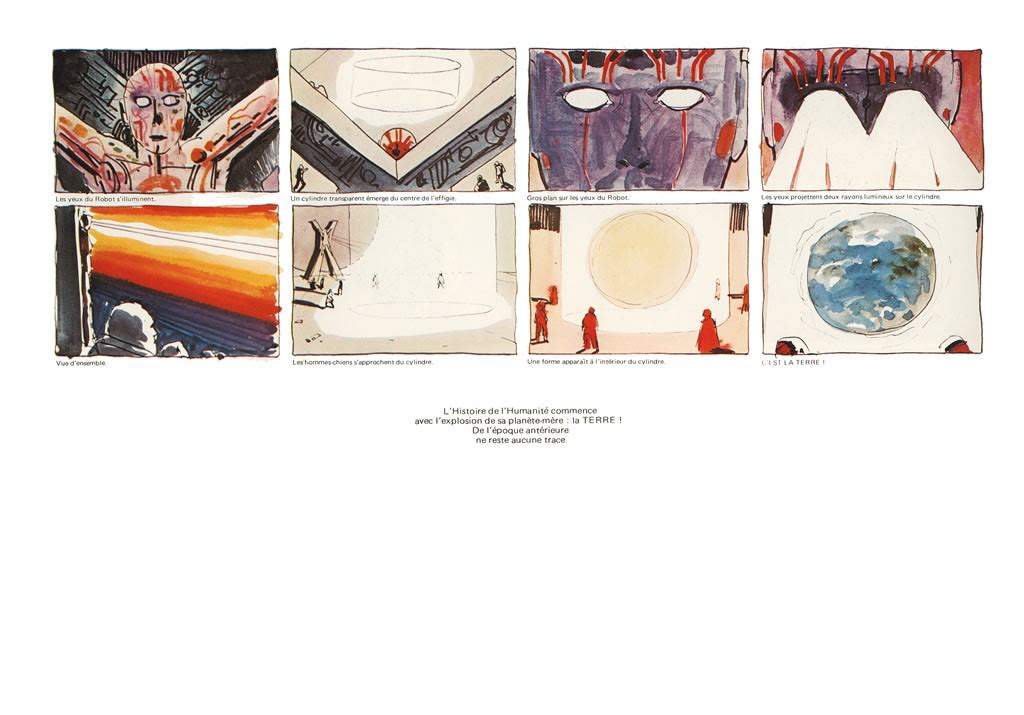 Les yeux du Robot s'illuminent.
Un cylindre transparent émerge du centre de l'effigie.
Gros plan sur les yeux du Robot.
Les yeux projettent deux rayons lumineux sur le cylindre.
Vue d'ensemble.
Les hommes-chiens s'approchent du cylindre.
Une forme apparaît à l'intérieur du cylindre.
C'EST LA TERRE !
L'Histoire de l'Humanité commence
avec l'explosion de sa planète-mère : la TERRE !
De l'époque antérieure
ne reste aucune trace